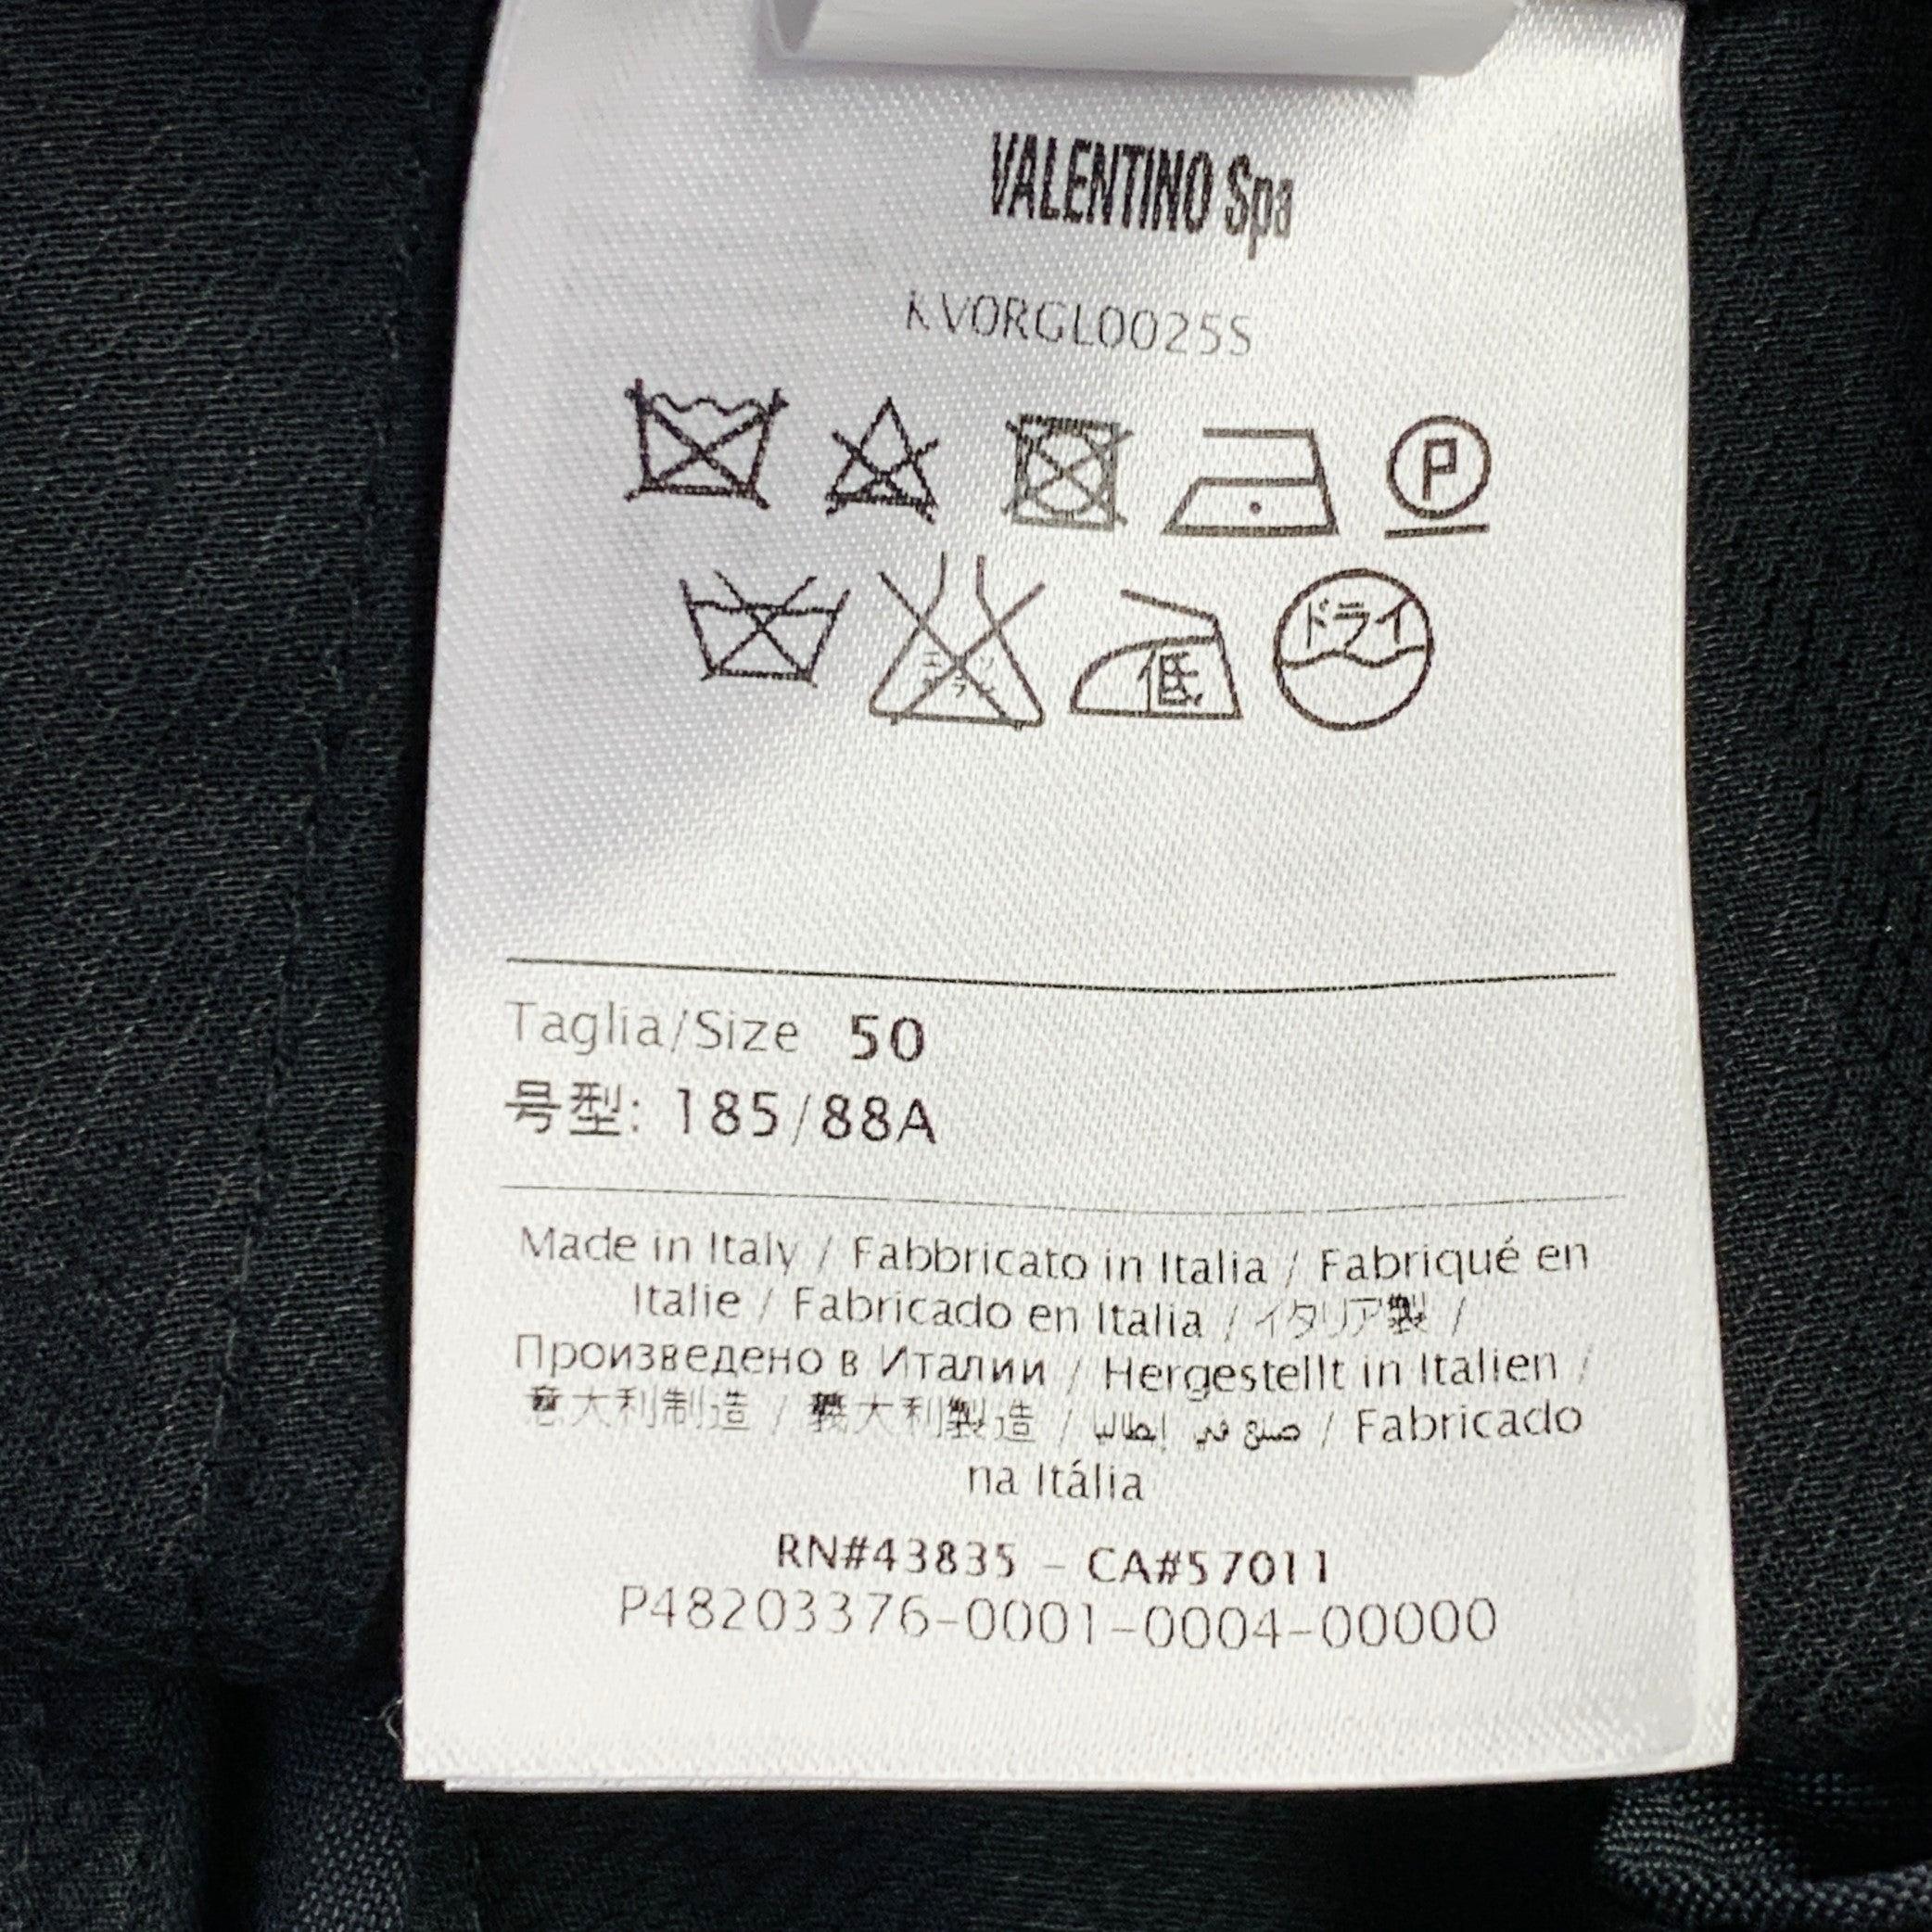 VALENTINO Spa
KV0RGL0025S
P
低 ドライ
Taglia/Size 50
号型: 185/88A
Made in Italy / Fabbricato in Italia / Fabriqué en
Italie / Fabricado en Italia / イタリア製 /
Произведено в Италии / Hergestellt in Italien /
意大利制造 / 義大利製造 / صنع في إيطاليا / Fabricado
na Itália
RN#43835 – CA#57011
P48203376-0001-0004-00000